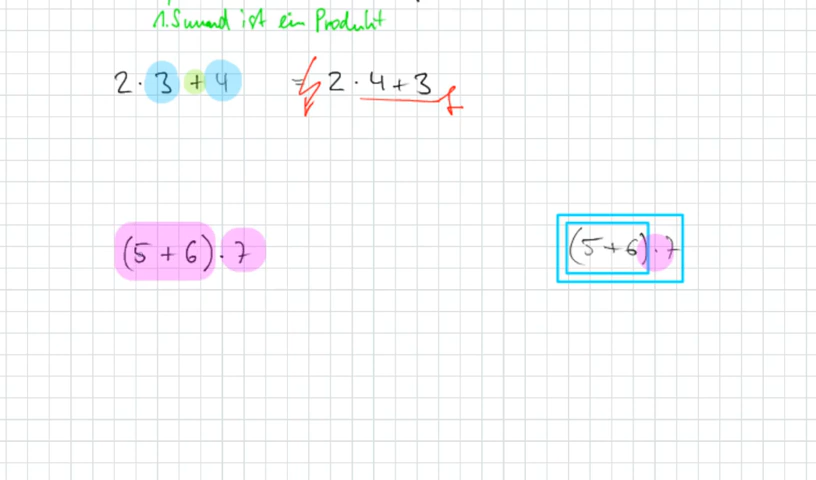 1. Summand ist ein Produkt
2 · 3 + 4 = 2 · 4 + 3 f
(5 + 6) · 7 (5 + 6) · 7